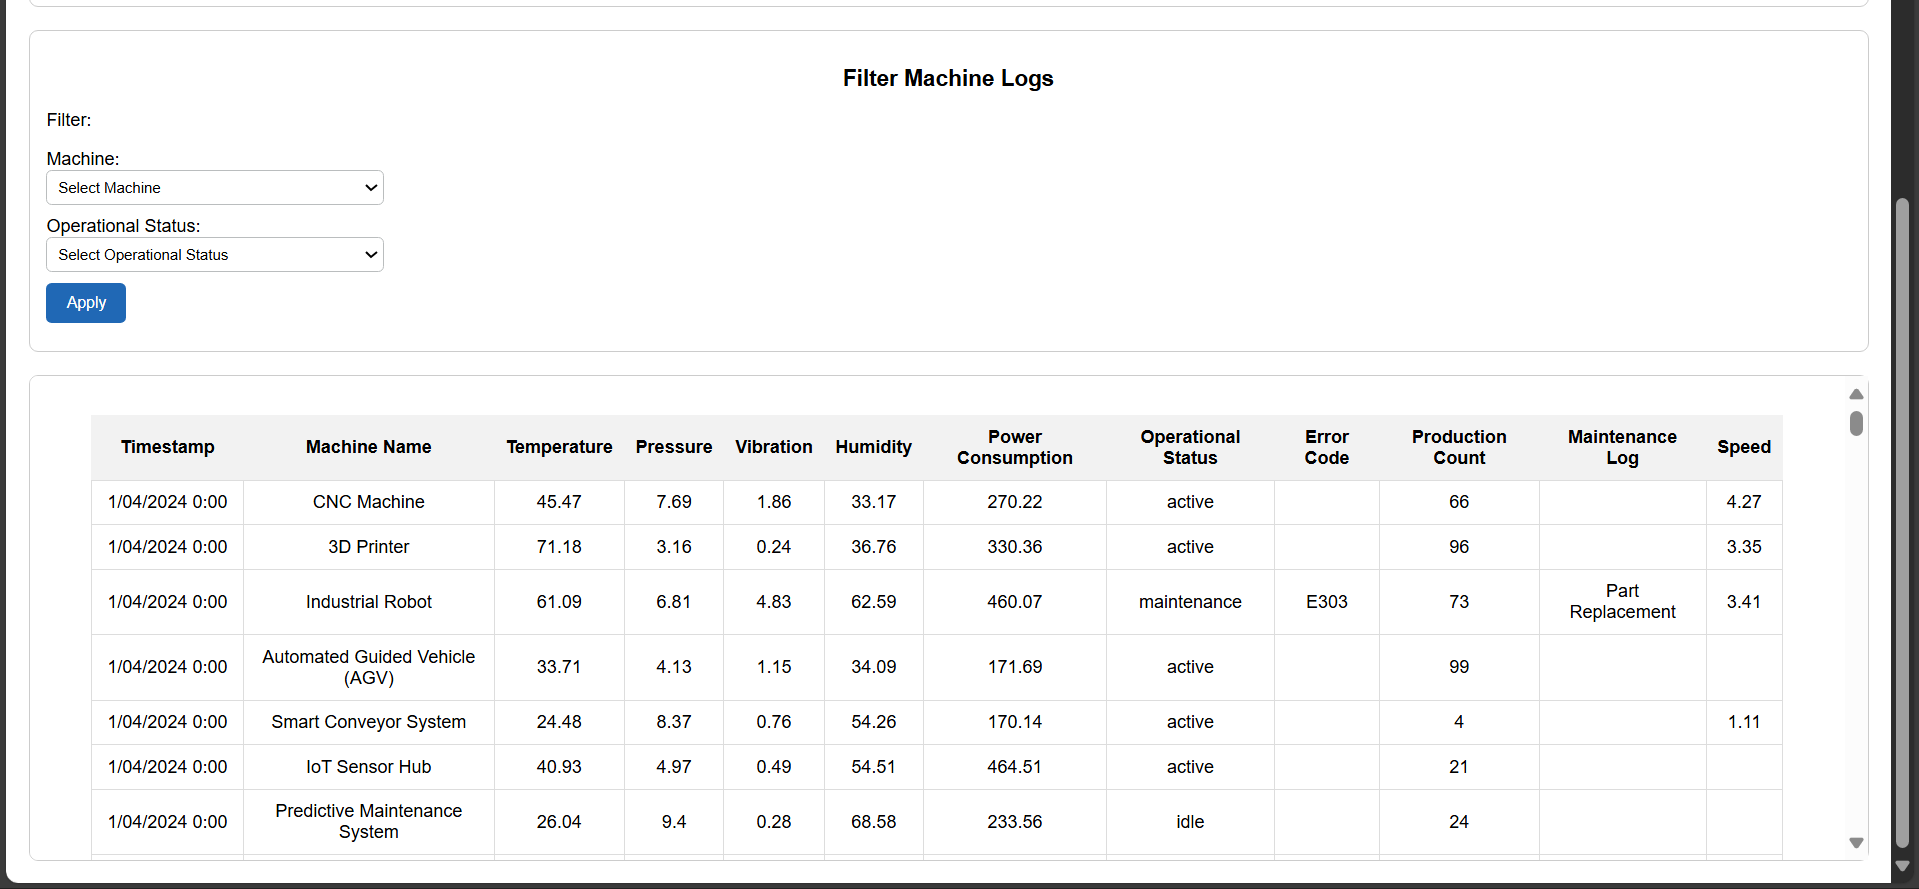 Filter Machine Logs
Filter:
Machine:
Select Machine
Operational Status:
Select Operational Status
Apply
Timestamp Machine Name Temperature Pressure Vibration Humidity Power Consumption Operational Status Error Code Production Count Maintenance Log Speed
1/04/2024 0:00 CNC Machine 45.47 7.69 1.86 33.17 270.22 active 66 4.27
1/04/2024 0:00 3D Printer 71.18 3.16 0.24 36.76 330.36 active 96 3.35
1/04/2024 0:00 Industrial Robot 61.09 6.81 4.83 62.59 460.07 maintenance E303 73 Part Replacement 3.41
1/04/2024 0:00 Automated Guided Vehicle (AGV) 33.71 4.13 1.15 34.09 171.69 active 99
1/04/2024 0:00 Smart Conveyor System 24.48 8.37 0.76 54.26 170.14 active 4 1.11
1/04/2024 0:00 IoT Sensor Hub 40.93 4.97 0.49 54.51 464.51 active 21
1/04/2024 0:00 Predictive Maintenance System 26.04 9.4 0.28 68.58 233.56 idle 24